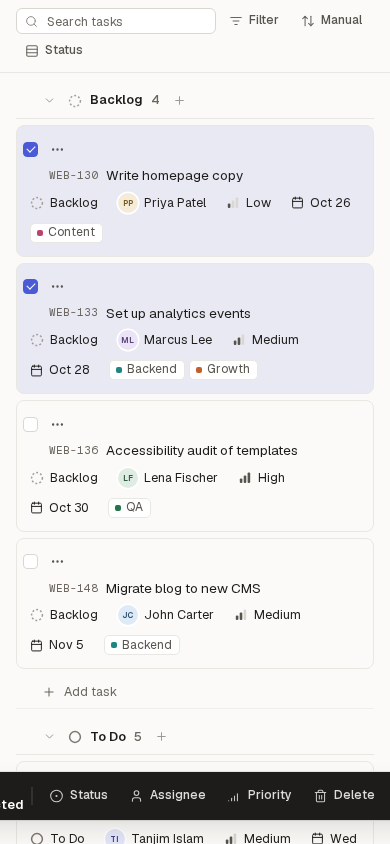 Search tasks Filter Manual
Status
Backlog 4
WEB-130 Write homepage copy
Backlog PP Priya Patel Low Oct 26
Content
WEB-133 Set up analytics events
Backlog ML Marcus Lee Medium
Oct 28 Backend Growth
WEB-136 Accessibility audit of templates
Backlog LF Lena Fischer High
Oct 30 QA
WEB-148 Migrate blog to new CMS
Backlog JC John Carter Medium
Nov 5 Backend
Add task
To Do 5
Status Assignee Priority Delete
To Do TI Tanjim Islam Medium Wed